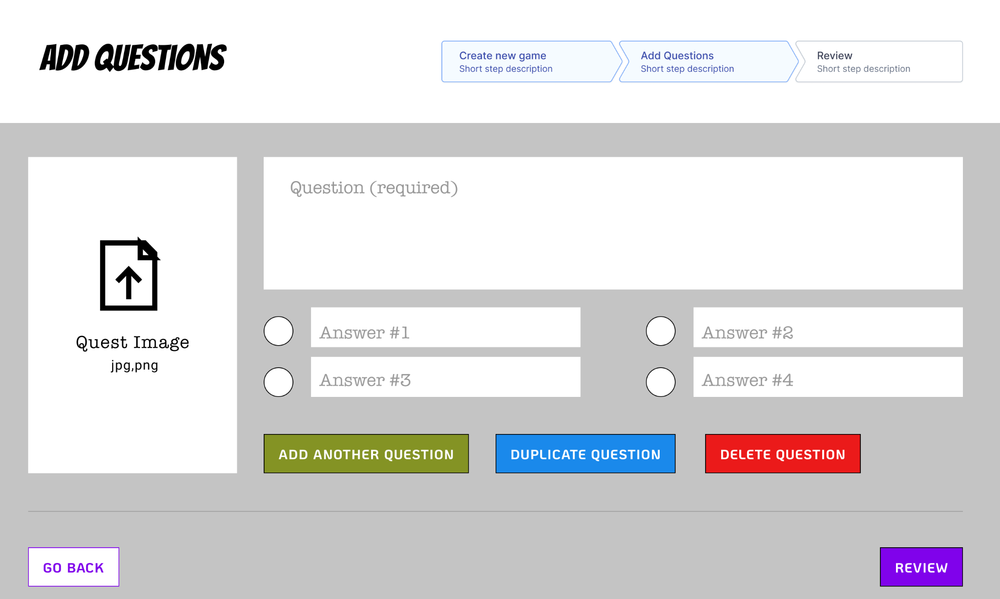 ADD QUESTIONS
Create new game
Short step description
Add Questions
Short step description
Review
Short step description
Quest Image
jpg,png
Question (required)
Answer #1
Answer #2
Answer #3
Answer #4
ADD ANOTHER QUESTION
DUPLICATE QUESTION
DELETE QUESTION
GO BACK
REVIEW